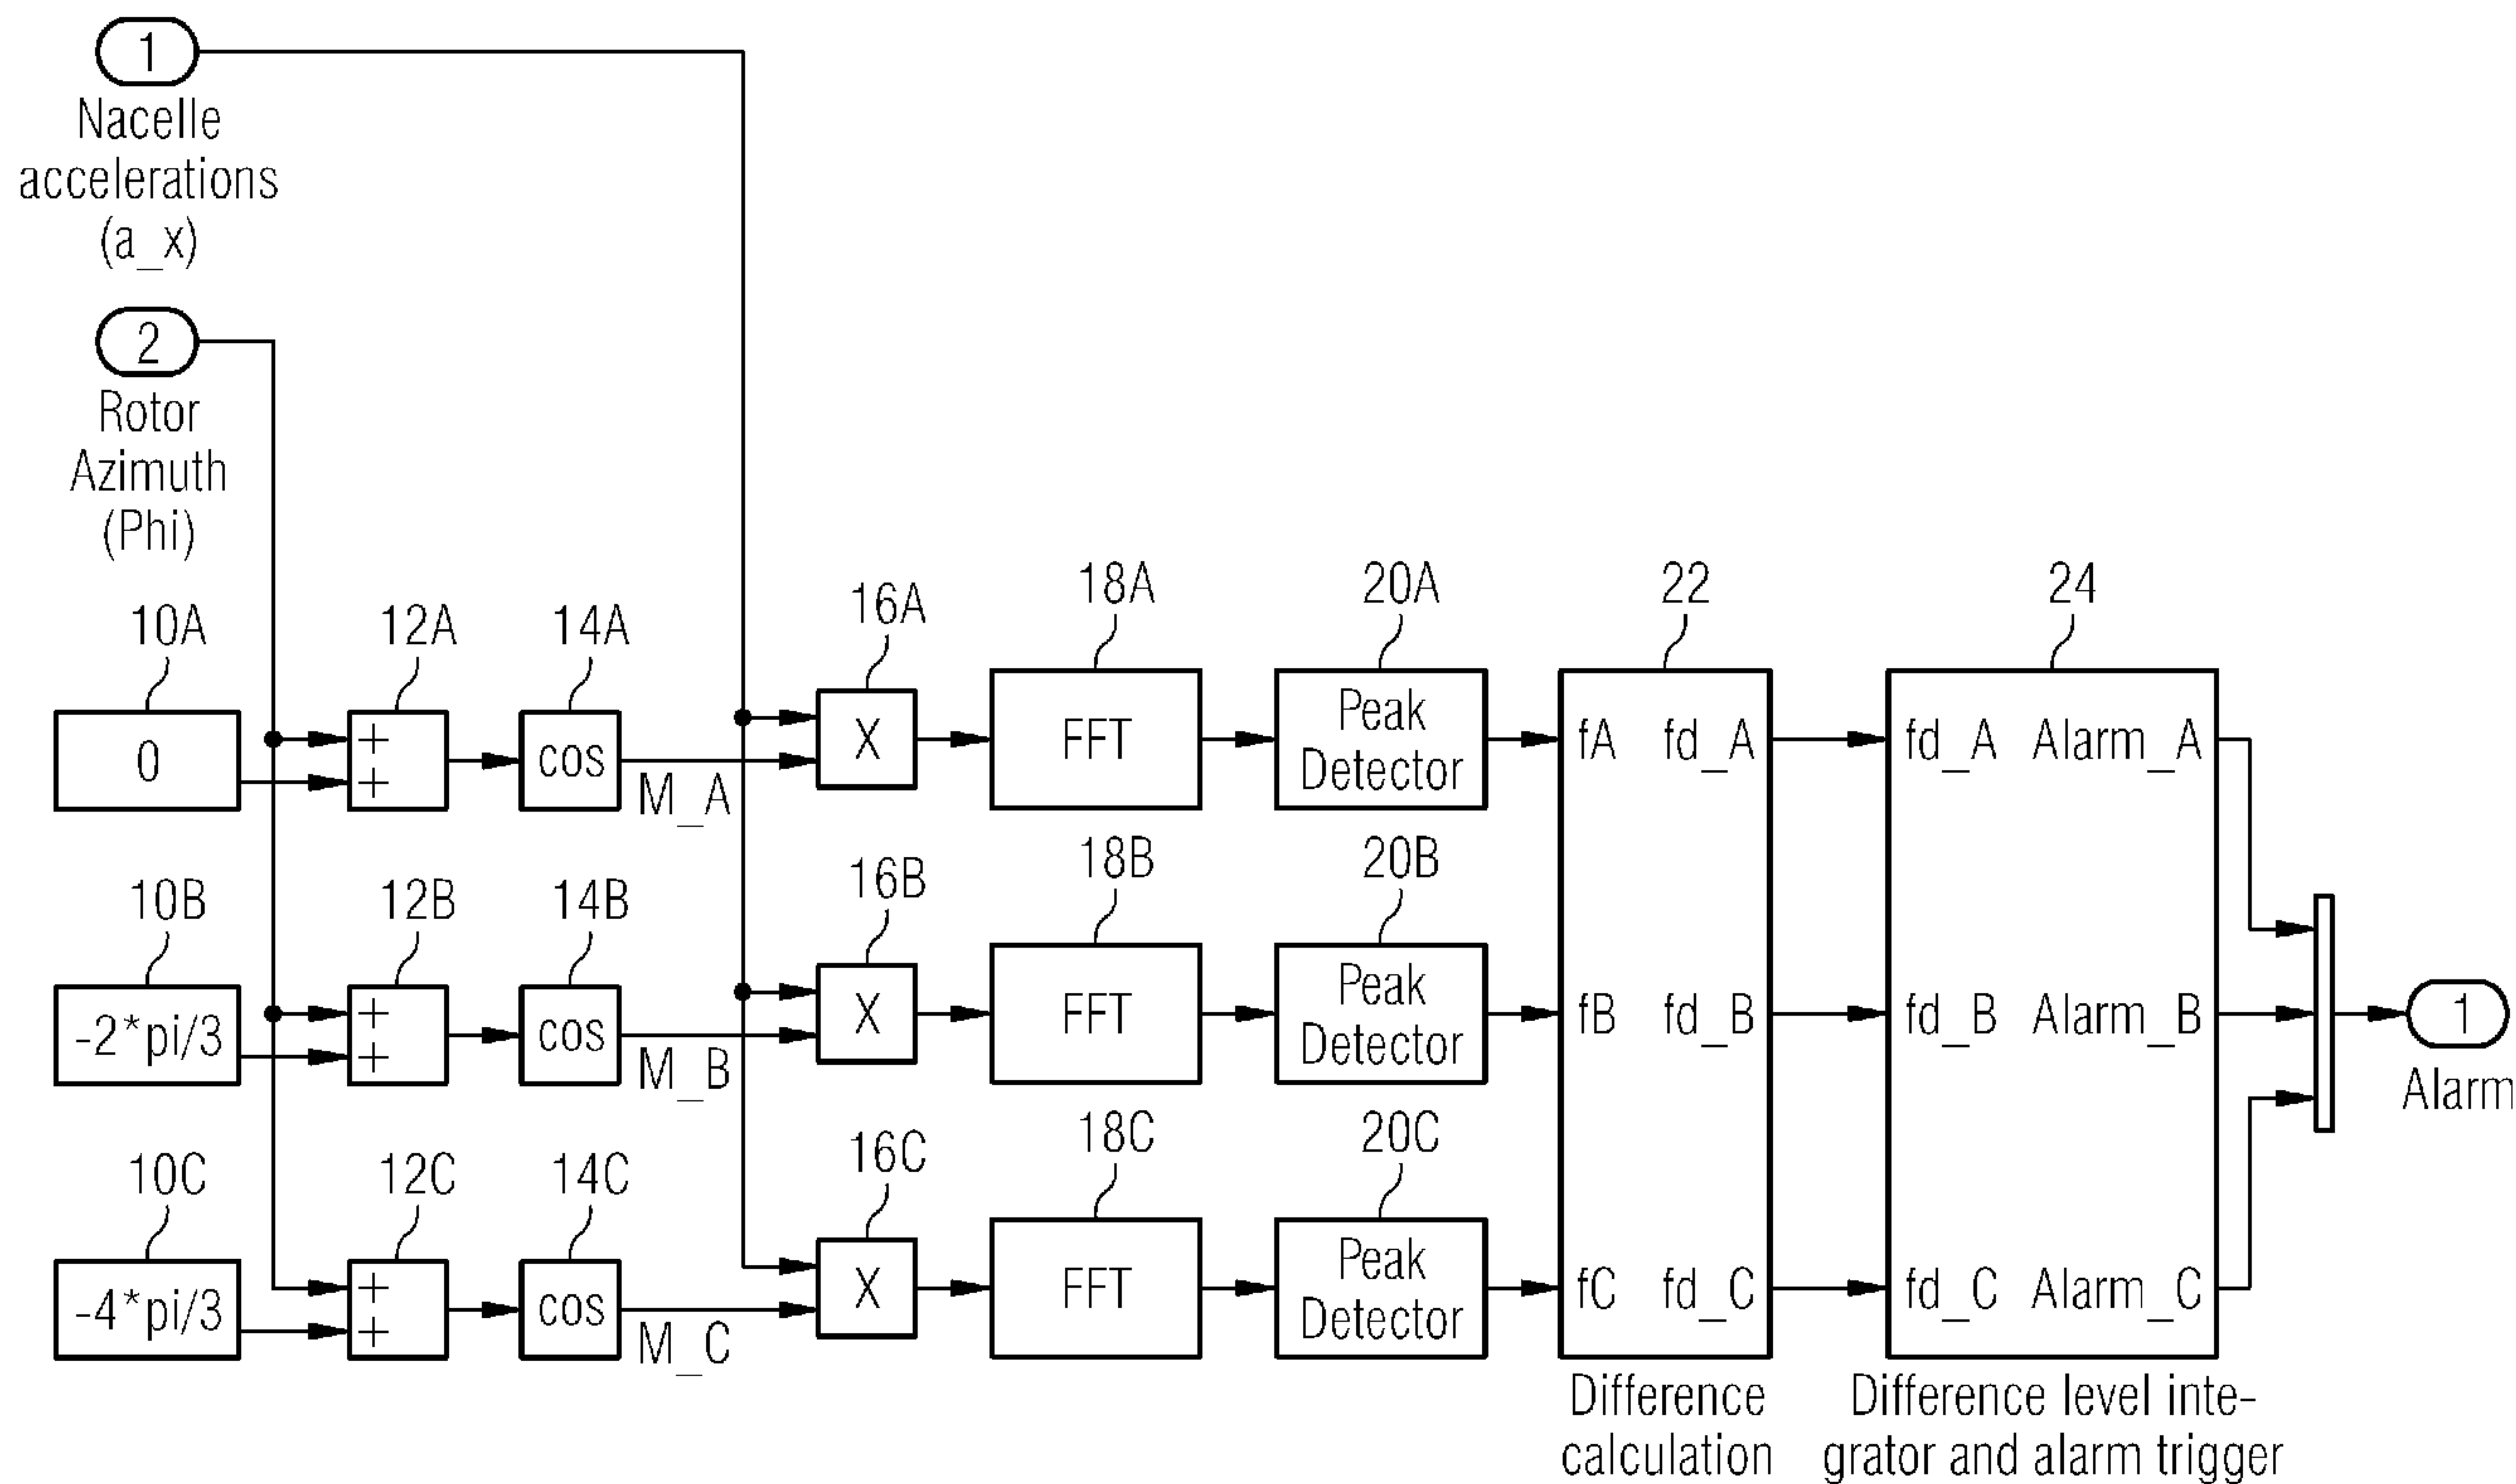 1
Nacelle
accelerations
(a_x)
2
Rotor
Azimuth
(Phi)
10A
12A
14A
16A
18A
20A
22
24
0
+
+
cos
M_A
X
FFT
Peak
Detector
fA
fd_A
fd_A
Alarm_A
10B
12B
14B
16B
18B
20B
-2*pi/3
+
+
cos
M_B
X
FFT
Peak
Detector
fB
fd_B
fd_B
Alarm_B
1
Alarm
10C
12C
14C
16C
18C
20C
-4*pi/3
+
+
cos
M_C
X
FFT
Peak
Detector
fC
fd_C
fd_C
Alarm_C
Difference
calculation
Difference level inte-
grator and alarm trigger